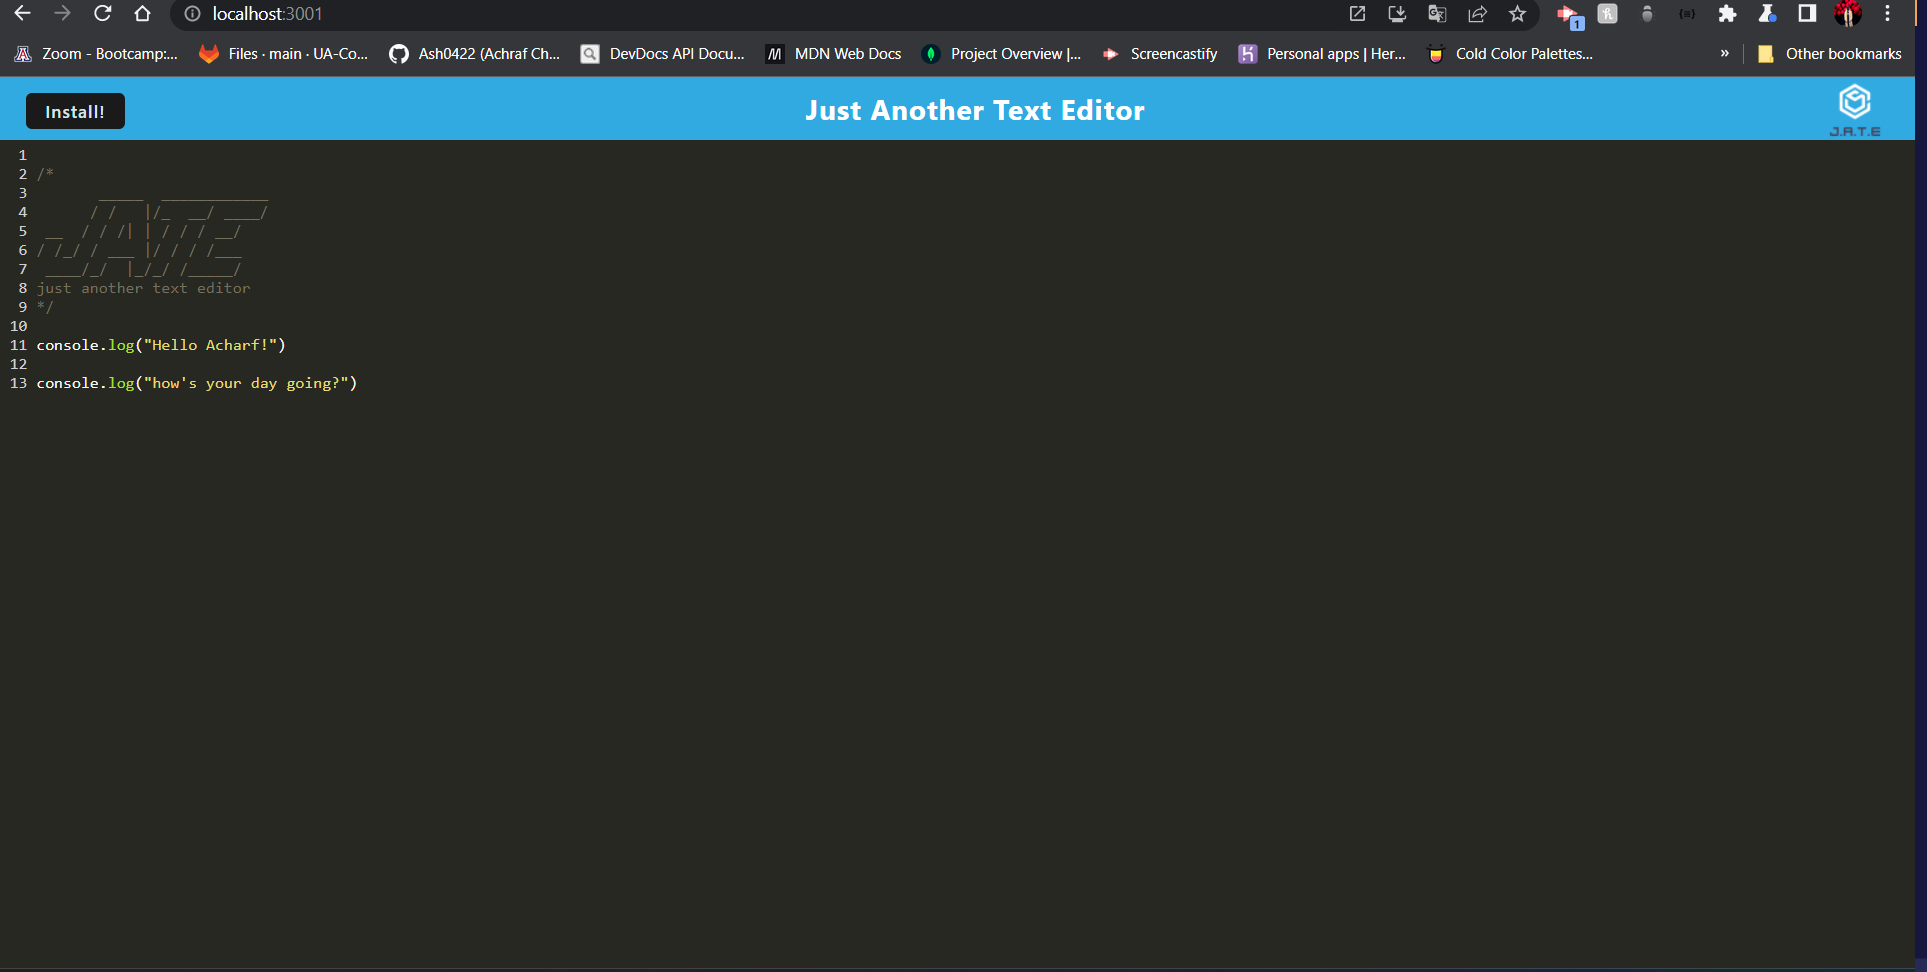 localhost:3001
Zoom - Bootcamp:... Files · main · UA-Co... Ash0422 (Achraf Ch... DevDocs API Docu... MDN Web Docs Project Overview |... Screencastify Personal apps | Her... Cold Color Palettes... » Other bookmarks
Install! Just Another Text Editor
J.A.T.E
1
2 /*
3        _____  ____________
4       / /   |/_  __/ ____/
5  __  / / /| | / / / __/
6 / /_/ / ___ |/ / / /___
7  ____/_/  |_/_/ /_____/
8 just another text editor
9 */
10
11 console.log("Hello Acharf!")
12
13 console.log("how's your day going?")
1